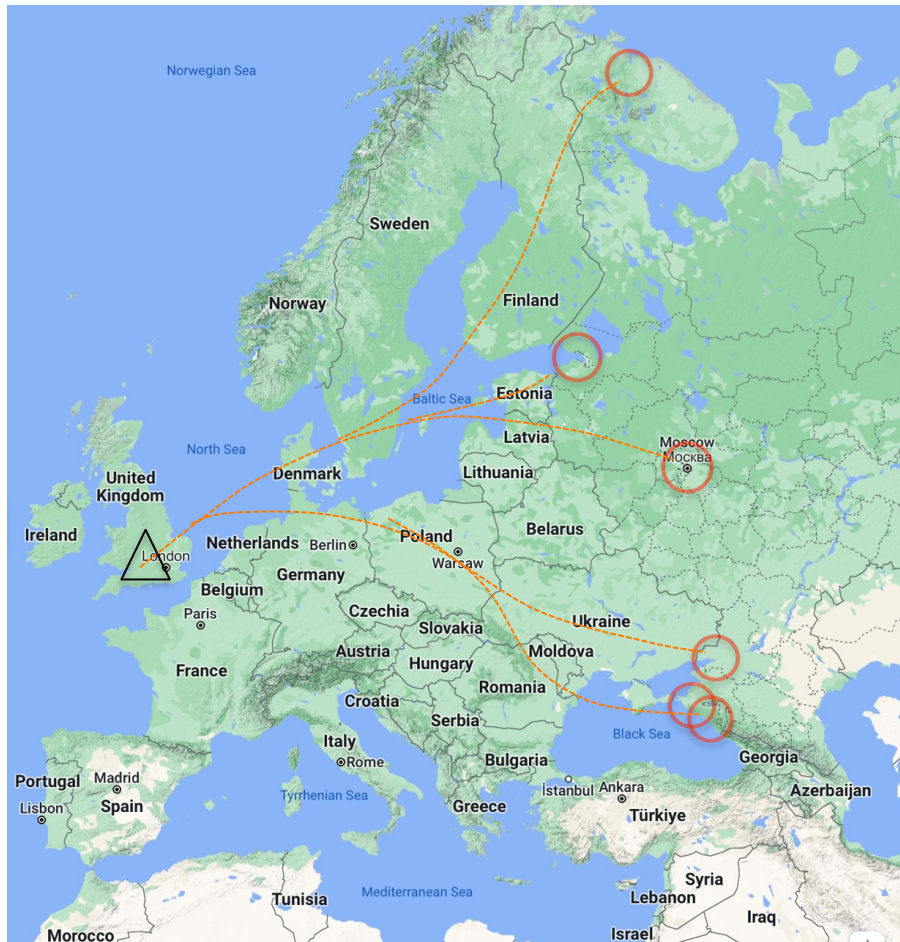 Norwegian Sea
Sweden
Norway
Finland
Baltic Sea
Estonia
North Sea
Latvia
Moscow
Москва
Denmark
Lithuania
United
Kingdom
Ireland
Belarus
Netherlands
Berlin
Poland
London
Warsaw
Germany
Belgium
Paris
Czechia
Ukraine
Slovakia
Austria
Moldova
Hungary
France
Romania
Croatia
Serbia
Black Sea
Italy
Rome
Bulgaria
Georgia
Portugal
Madrid
İstanbul
Ankara
Azerbaijan
Tyrrhenian Sea
Lisbon
Spain
Greece
Türkiye
Syria
Mediterranean Sea
Tunisia
Lebanon
Iraq
Morocco
Israel